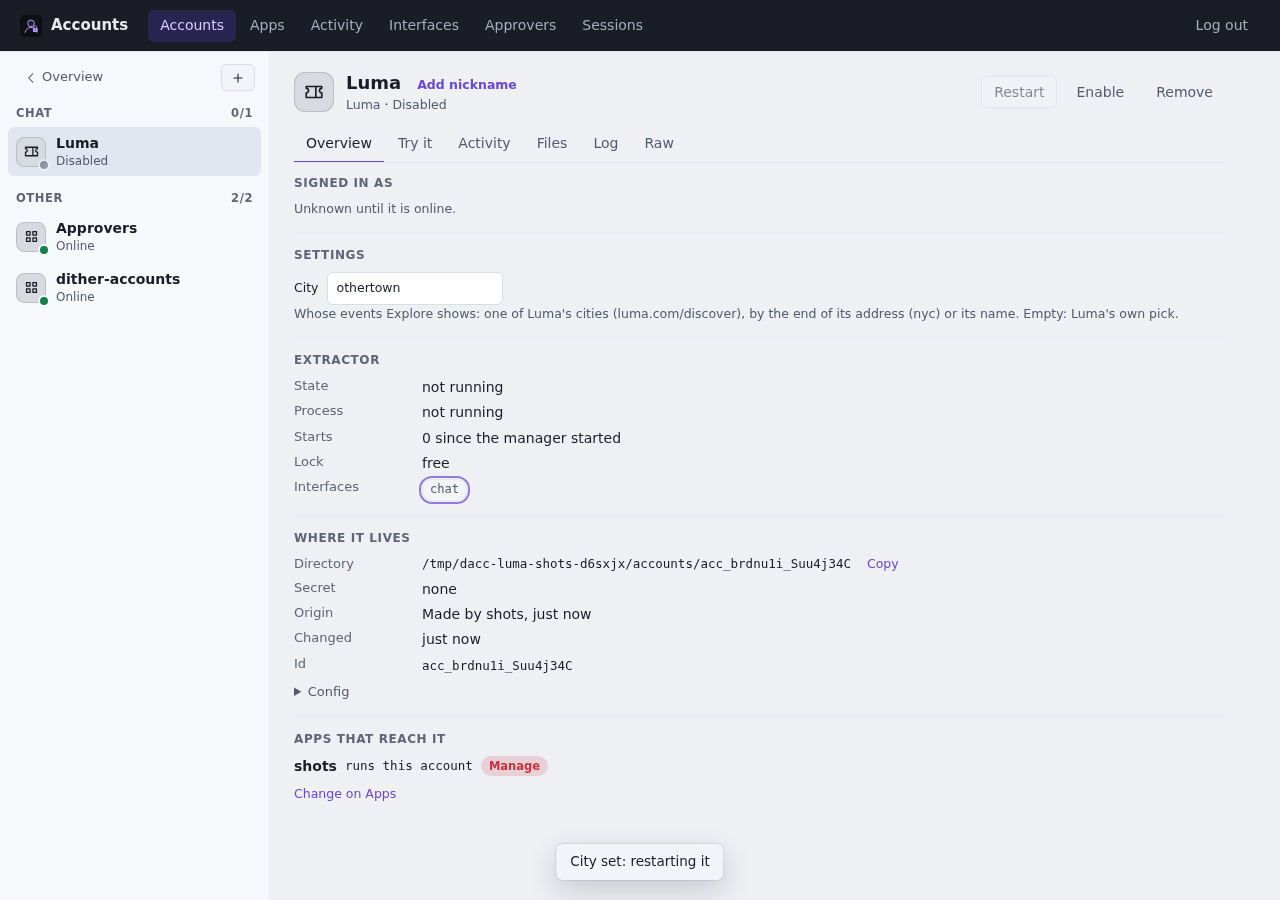 Accounts
Accounts Apps Activity Interfaces Approvers Sessions
Log out
Overview
+
CHAT 0/1
Luma
Disabled
OTHER 2/2
Approvers
Online
dither-accounts
Online
Luma Add nickname
Luma · Disabled
Restart Enable Remove
Overview Try it Activity Files Log Raw
SIGNED IN AS
Unknown until it is online.
SETTINGS
City othertown
Whose events Explore shows: one of Luma's cities (luma.com/discover), by the end of its address (nyc) or its name. Empty: Luma's own pick.
EXTRACTOR
State not running
Process not running
Starts 0 since the manager started
Lock free
Interfaces chat
WHERE IT LIVES
Directory /tmp/dacc-luma-shots-d6sxjx/accounts/acc_brdnu1i_Suu4j34C Copy
Secret none
Origin Made by shots, just now
Changed just now
Id acc_brdnu1i_Suu4j34C
Config
APPS THAT REACH IT
shots runs this account Manage
Change on Apps
City set: restarting it